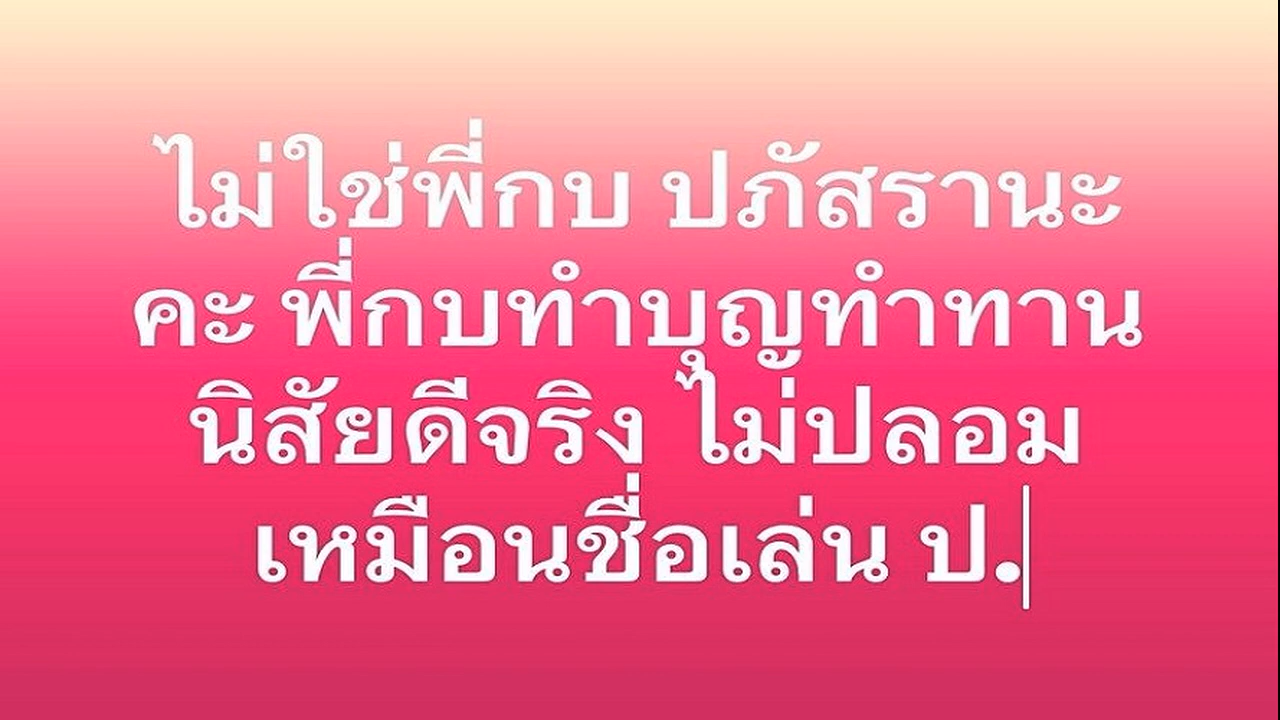 ไม่ใช่พี่กบ ปภัสรานะ
คะ พี่กบทำบุญทำทาน
นิสัยดีจริง ไม่ปลอม
เหมือนชื่อเล่น ป.